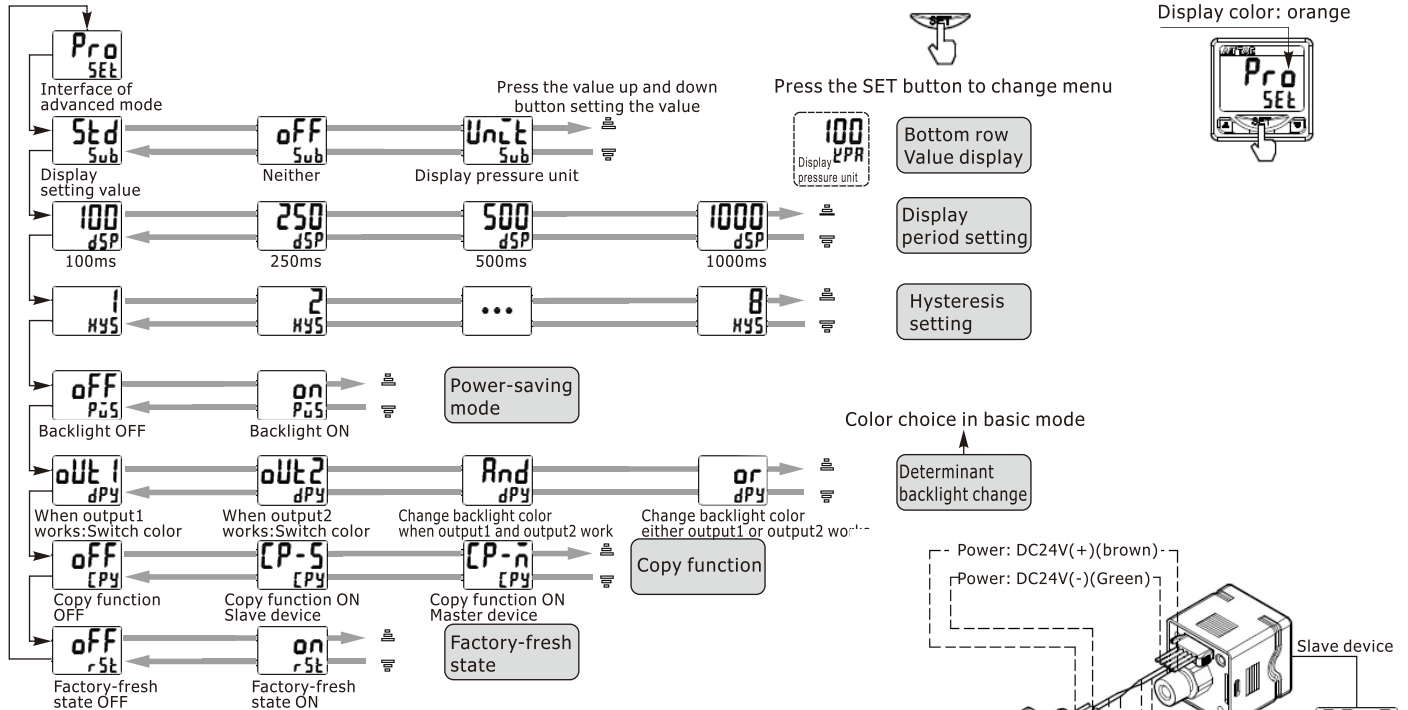 Display color: orange
SET
Pro
SEt
Pro
SEt
SET
Interface of
advanced mode
Press the value up and down
button setting the value
Press the SET button to change menu
Std
Sub
oFF
Sub
Unit
Sub
100
KPA
Display
pressure unit
Bottom row
Value display
Display
setting value
Neither
Display pressure unit
100
dSP
250
dSP
500
dSP
1000
dSP
Display
period setting
100ms
250ms
500ms
1000ms
1
HYS
2
HYS
...
8
HYS
Hysteresis
setting
oFF
PwS
on
PwS
Power-saving
mode
Backlight OFF
Backlight ON
Color choice in basic mode
oUt1
dPY
oUt2
dPY
And
dPY
or
dPY
Determinant
backlight change
When output1
works:Switch color
When output2
works:Switch color
Change backlight color
when output1 and output2 work
Change backlight color
either output1 or output2 works
oFF
CPY
CP-S
CPY
CP-m
CPY
Copy function
Copy function
OFF
Copy function ON
Slave device
Copy function ON
Master device
Power: DC24V(+)(brown)
Power: DC24V(-)(Green)
oFF
rSt
on
rSt
Factory-fresh
state
Slave device
Factory-fresh
state OFF
Factory-fresh
state ON